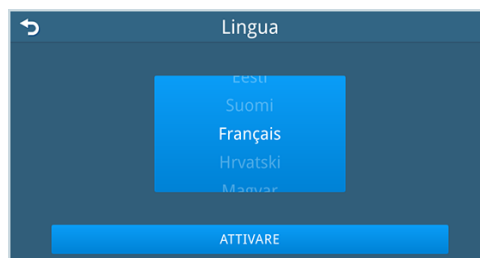 Lingua
Eesti
Suomi
Français
Hrvatski
Magyar
ATTIVARE